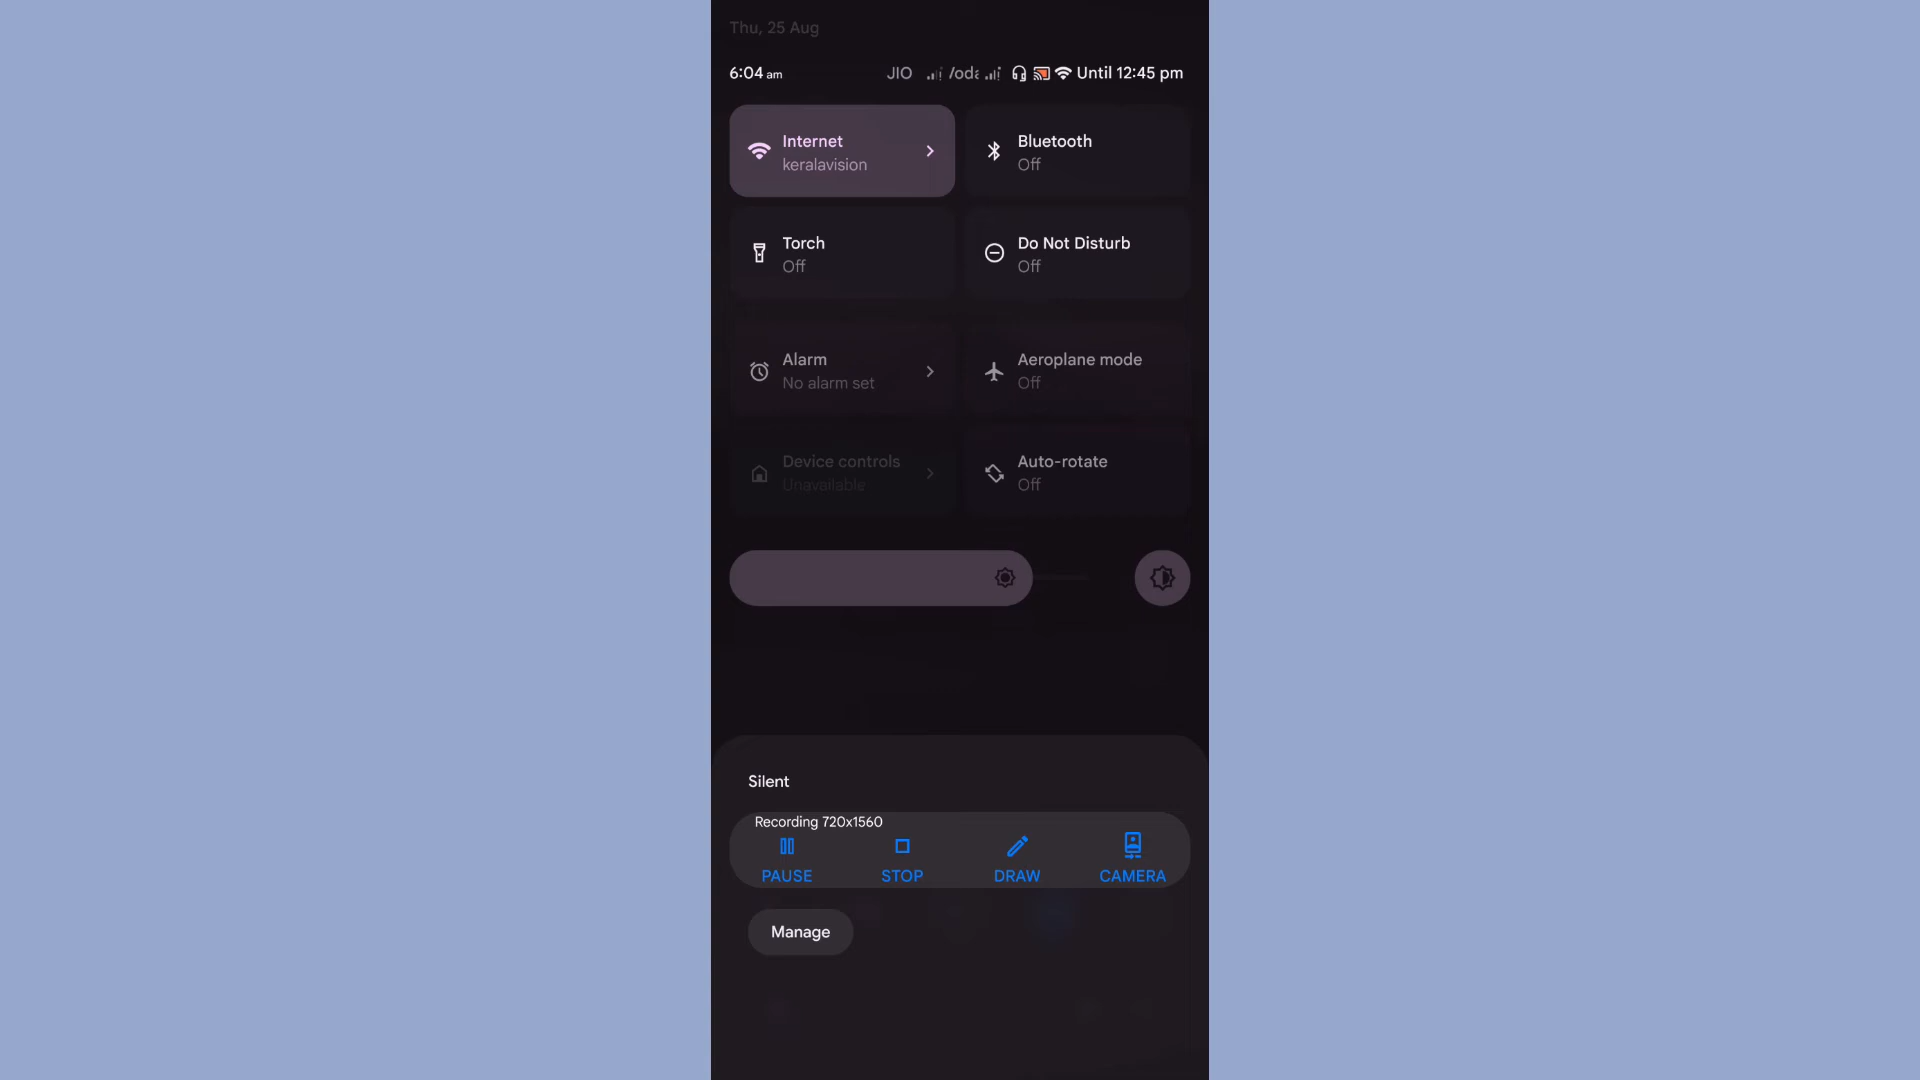 Thu, 25 Aug
6:04 am JIO Until 12:45 pm
Internet
keralavision
Bluetooth
Off
Torch
Off
Do Not Disturb
Off
Alarm
No alarm set
Aeroplane mode
Off
Device controls
Unavailable
Auto-rotate
Off
Silent
Recording 720x1560
PAUSE STOP DRAW CAMERA
Manage